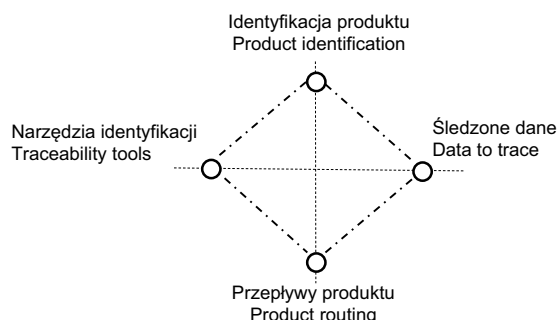 Identyfikacja produktu
Product identification
Narzędzia identyfikacji
Traceability tools
Śledzone dane
Data to trace
Przepływy produktu
Product routing